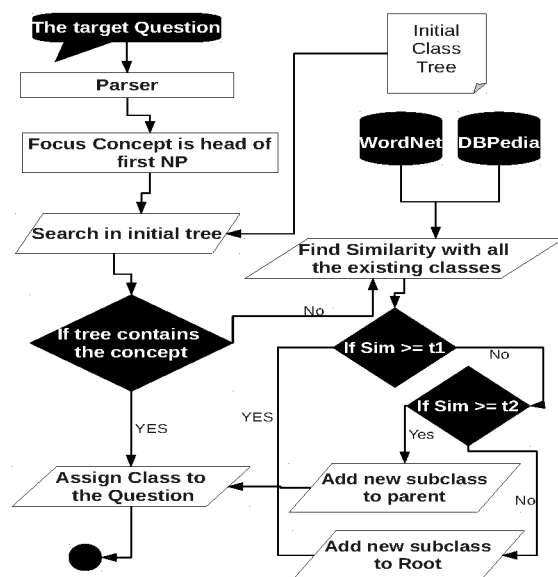 The target Question
Initial
Class
Tree
Parser
Focus Concept is head of
first NP
WordNet
DBPedia
Search in initial tree
Find Similarity with all
the existing classes
No
If tree contains
the concept
If Sim >= t1
No
If Sim >= t2
YES
YES
Yes
Assign Class to
the Question
Add new subclass
to parent
No
Add new subclass
to Root